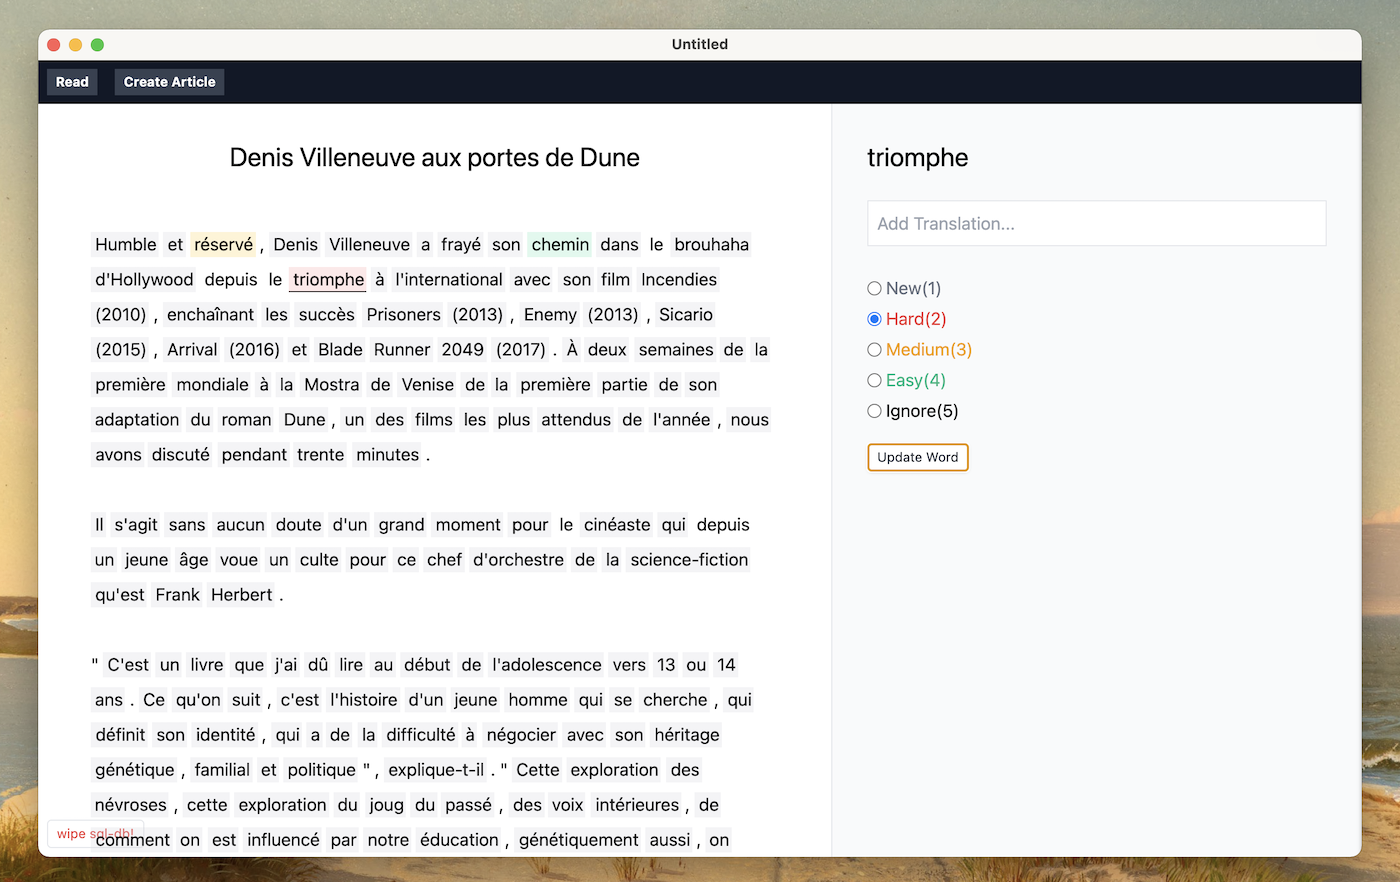 Untitled
Read
Create Article
Denis Villeneuve aux portes de Dune
Humble et réservé , Denis Villeneuve a frayé son chemin dans le brouhaha
d'Hollywood depuis le triomphe à l'international avec son film Incendies
(2010) , enchaînant les succès Prisoners (2013) , Enemy (2013) , Sicario
(2015) , Arrival (2016) et Blade Runner 2049 (2017) . À deux semaines de la
première mondiale à la Mostra de Venise de la première partie de son
adaptation du roman Dune , un des films les plus attendus de l'année , nous
avons discuté pendant trente minutes .
Il s'agit sans aucun doute d'un grand moment pour le cinéaste qui depuis
un jeune âge voue un culte pour ce chef d'orchestre de la science-fiction
qu'est Frank Herbert .
" C'est un livre que j'ai dû lire au début de l'adolescence vers 13 ou 14
ans . Ce qu'on suit , c'est l'histoire d'un jeune homme qui se cherche , qui
définit son identité , qui a de la difficulté à négocier avec son héritage
génétique , familial et politique " , explique-t-il . " Cette exploration des
névroses , cette exploration du joug du passé , des voix intérieures , de
comment on est influencé par notre éducation , génétiquement aussi , on
wipe sql-db!
triomphe
Add Translation...
New(1)
Hard(2)
Medium(3)
Easy(4)
Ignore(5)
Update Word